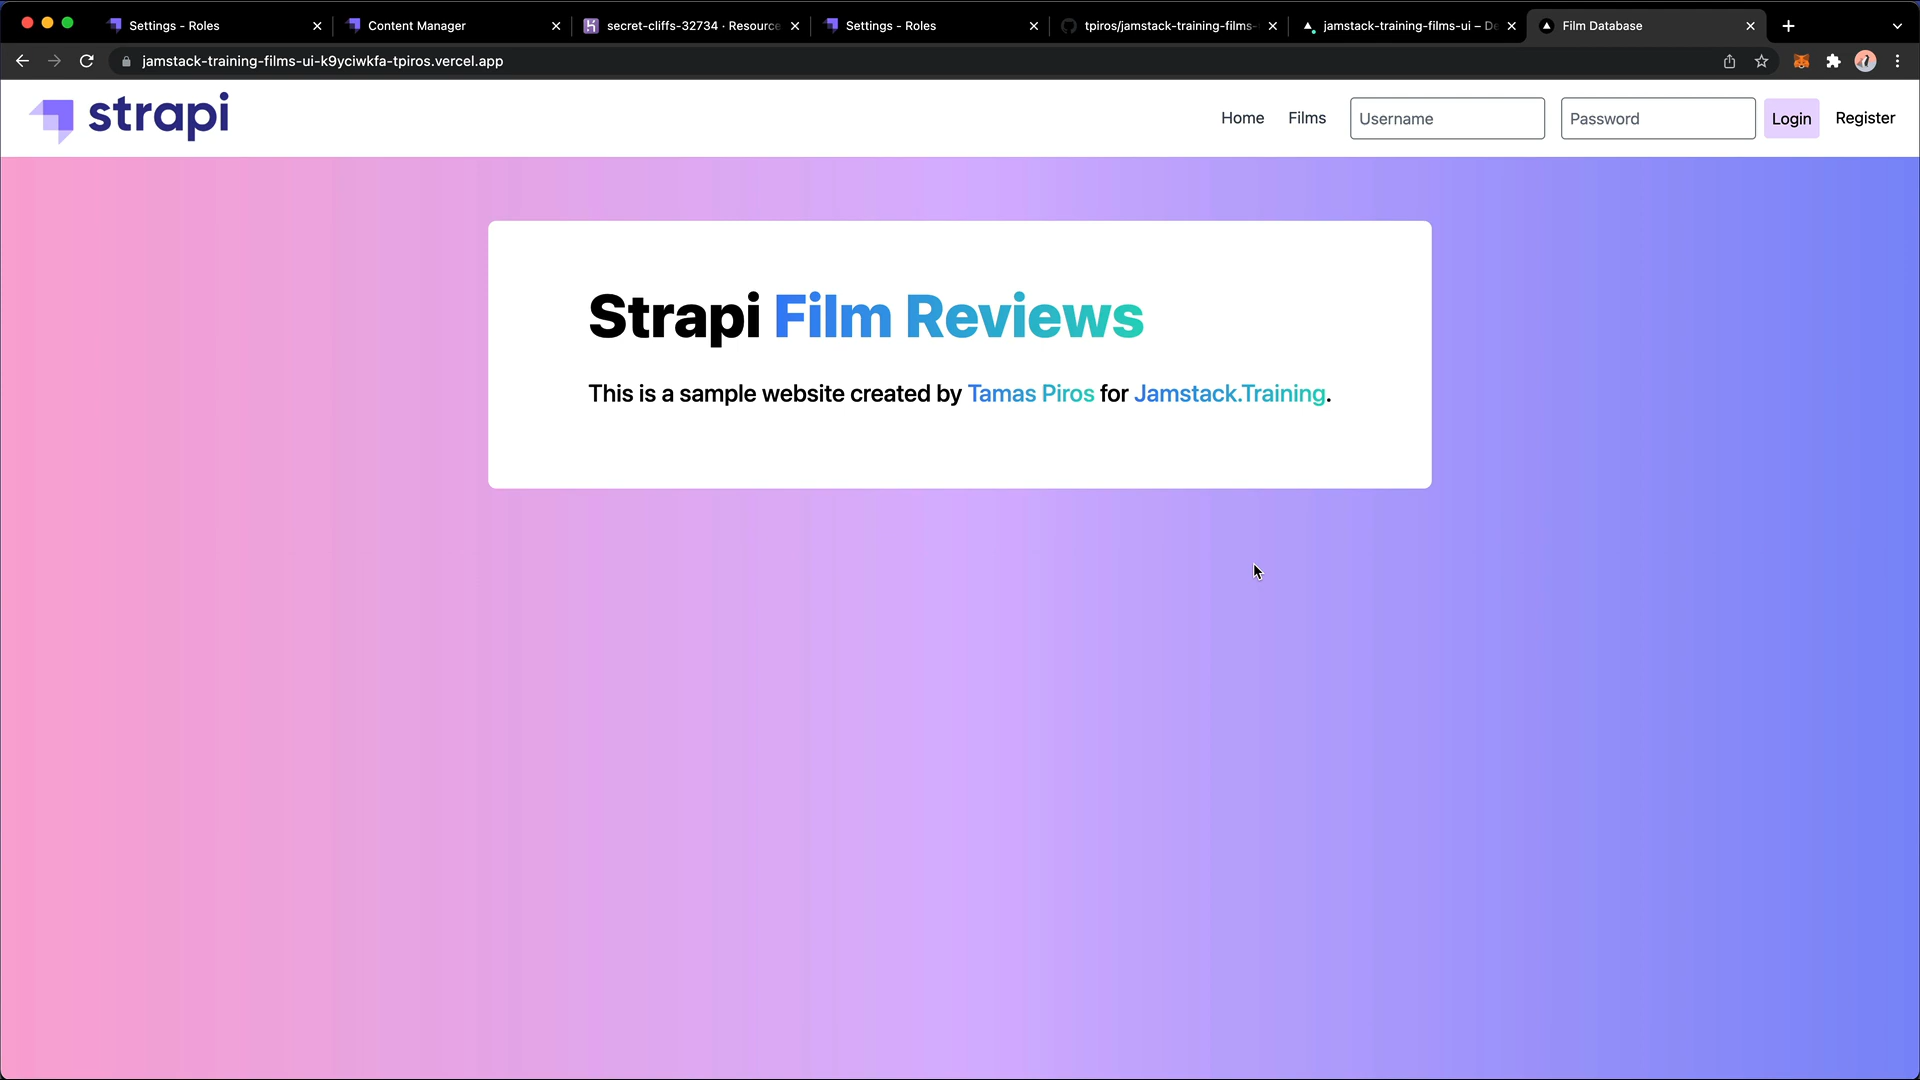 Settings - Roles
Content Manager
secret-cliffs-32734 · Resource
Settings - Roles
tpiros/jamstack-training-films-
jamstack-training-films-ui – De
Film Database
jamstack-training-films-ui-k9yciwkfa-tpiros.vercel.app
strapi
Home
Films
Username
Password
Login
Register
Strapi Film Reviews
This is a sample website created by Tamas Piros for Jamstack.Training.